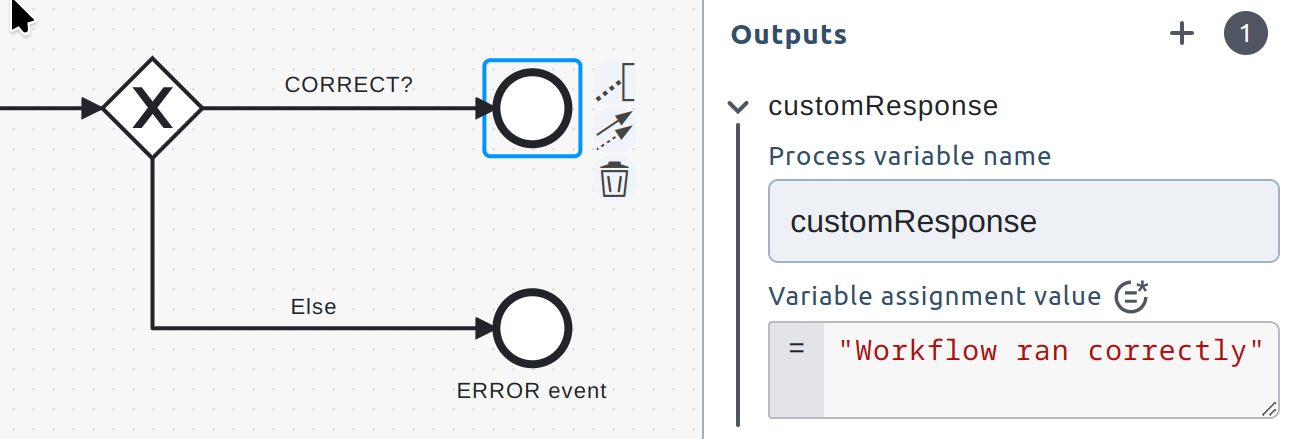 CORRECT?
X
Else
ERROR event
Outputs
1
customResponse
Process variable name
customResponse
Variable assignment value
= "Workflow ran correctly"